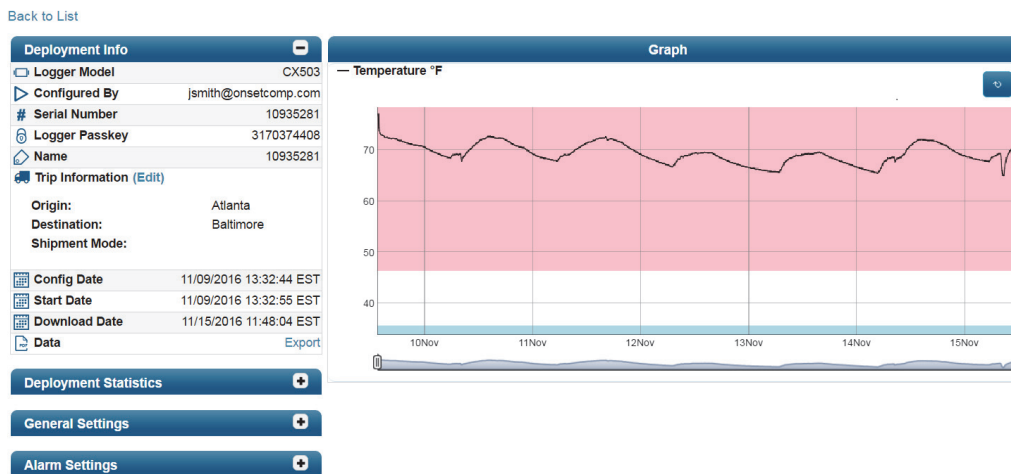 Back to List
Deployment Info
Logger Model CX503
Configured By jsmith@onsetcomp.com
# Serial Number 10935281
Logger Passkey 3170374408
Name 10935281
Trip Information (Edit)
Origin: Atlanta
Destination: Baltimore
Shipment Mode:
Config Date 11/09/2016 13:32:44 EST
Start Date 11/09/2016 13:32:55 EST
Download Date 11/15/2016 11:48:04 EST
PDF Data Export
Deployment Statistics
General Settings
Alarm Settings
Graph
— Temperature °F
70
60
50
40
10Nov 11Nov 12Nov 13Nov 14Nov 15Nov